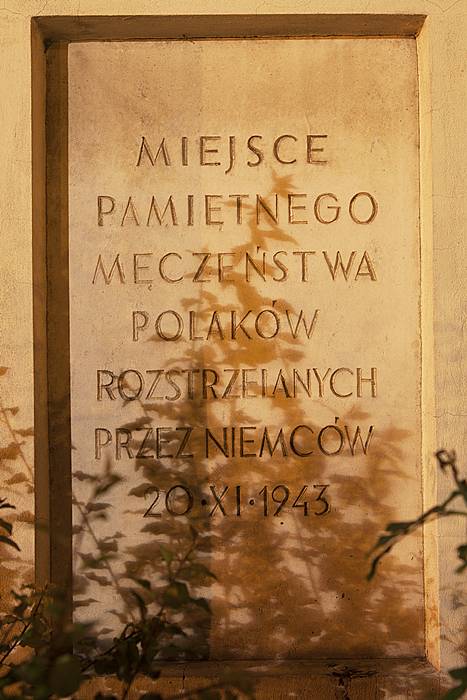 MIEJSCE
PAMIĘTNEGO
MĘCZEŃSTWA
POLAKÓW
ROZSTRZELANYCH
PRZEZ NIEMCÓW
20·XI·1943